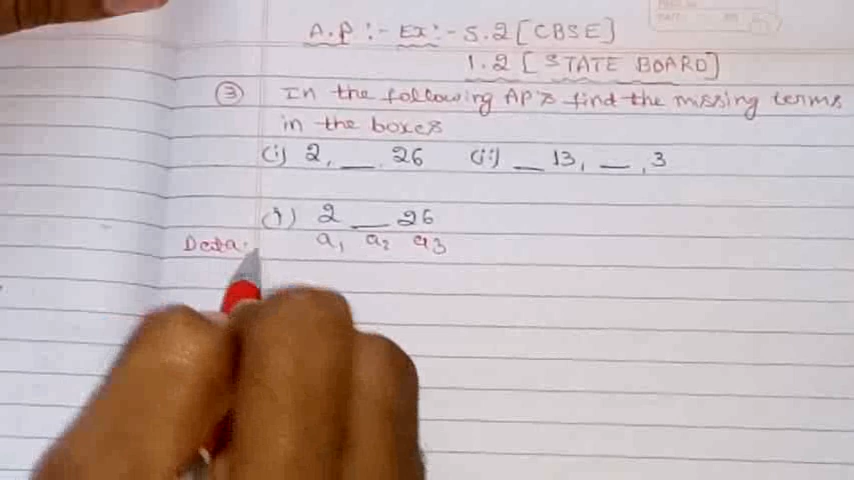 A.P :- Ex:- 5.2 [CBSE]
1.2 [STATE BOARD]
③ In the following AP's find the missing terms
in the boxes
(i) 2, __ 26 (ii) __ 13, __, 3
(i) 2 __ 26
Data: a₁ a₂ a₃